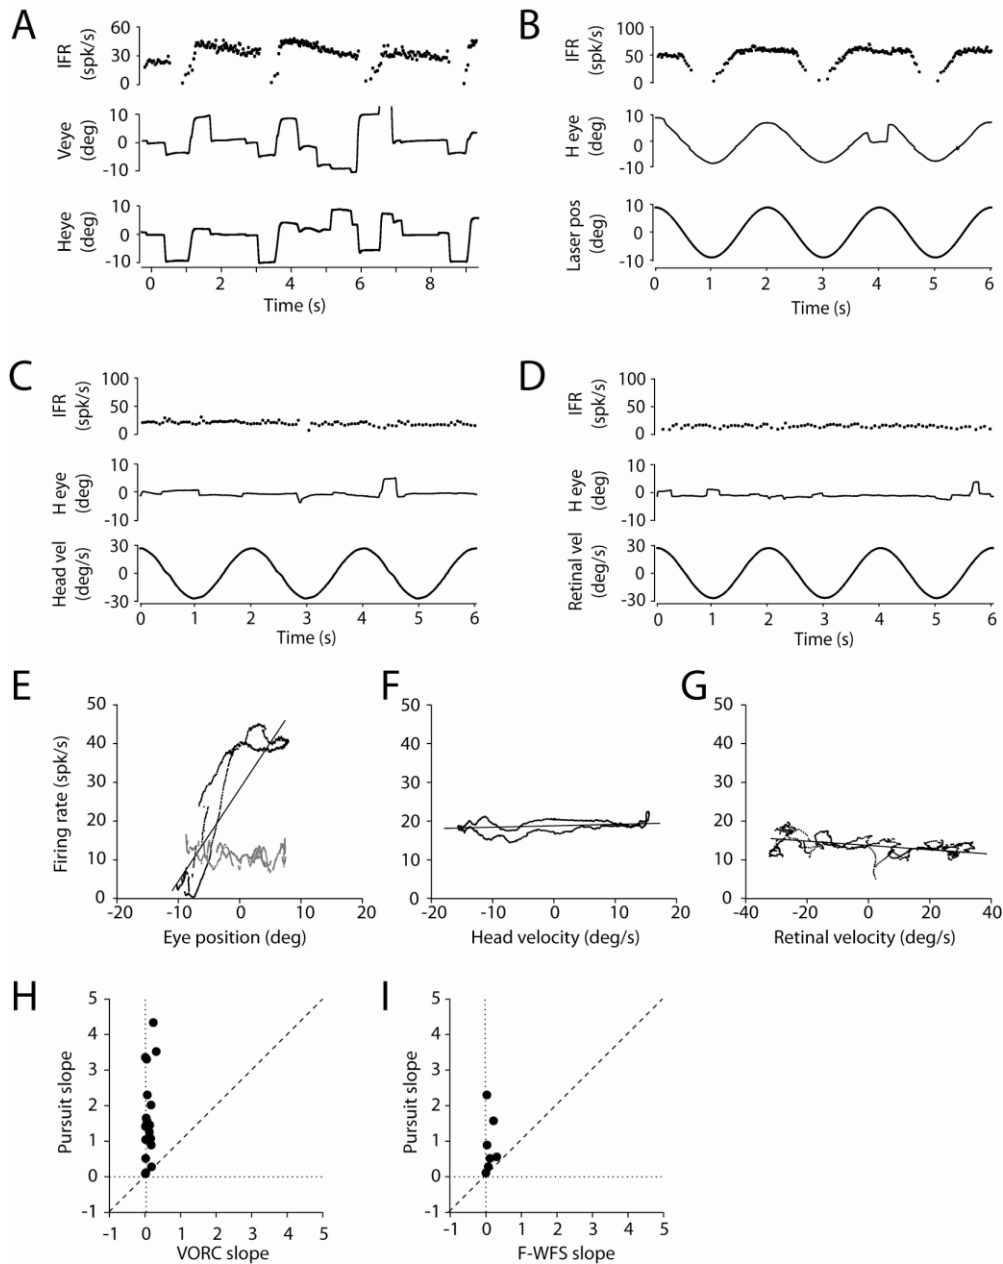 A
IFR
(spk/s)
60
30
0
Veye
(deg)
10
0
-10
Heye
(deg)
10
0
-10
0 2 4 6 8
Time (s)
B
IFR
(spk/s)
100
50
0
H eye
(deg)
10
0
-10
Laser pos
(deg)
10
0
-10
0 1 2 3 4 5 6
Time (s)
C
IFR
(spk/s)
100
50
0
H eye
(deg)
10
0
-10
Head vel
(deg/s)
30
0
-30
0 1 2 3 4 5 6
Time (s)
D
IFR
(spk/s)
100
50
0
H eye
(deg)
10
0
-10
Retinal vel
(deg/s)
30
0
-30
0 1 2 3 4 5 6
Time (s)
E
Firing rate (spk/s)
50
40
30
20
10
0
-20 -10 0 10 20
Eye position (deg)
F
50
40
30
20
10
0
-20 -10 0 10 20
Head velocity (deg/s)
G
50
40
30
20
10
0
-40 -20 0 20 40
Retinal velocity (deg/s)
H
Pursuit slope
5
4
3
2
1
0
-1
-1 0 1 2 3 4 5
VORC slope
I
Pursuit slope
5
4
3
2
1
0
-1
-1 0 1 2 3 4 5
F-WFS slope